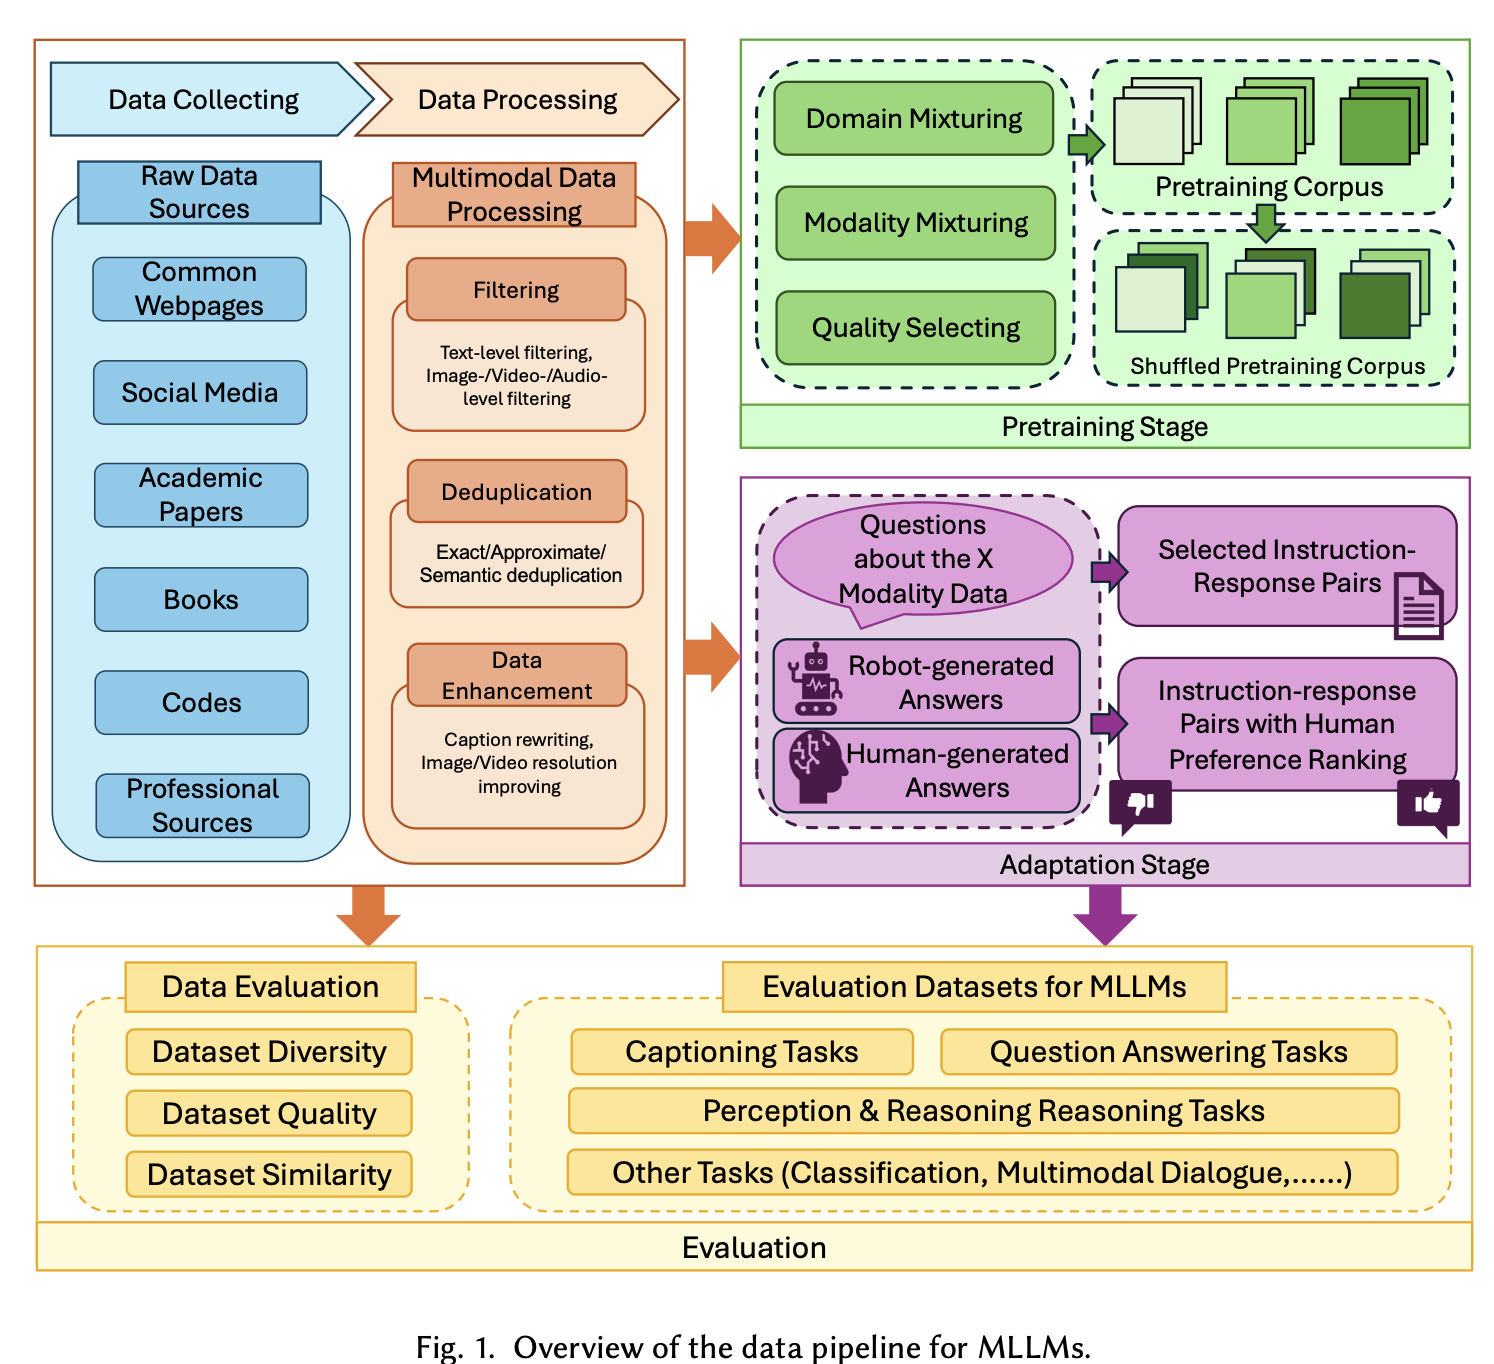 Data Collecting
Data Processing
Raw Data
Sources
Common
Webpages
Social Media
Academic
Papers
Books
Codes
Professional
Sources
Multimodal Data
Processing
Filtering
Text-level filtering,
Image-/Video-/Audio-
level filtering
Deduplication
Exact/Approximate/
Semantic deduplication
Data
Enhancement
Caption rewriting,
Image/Video resolution
improving
Domain Mixturing
Modality Mixturing
Quality Selecting
Pretraining Corpus
Shuffled Pretraining Corpus
Pretraining Stage
Questions
about the X
Modality Data
Robot-generated
Answers
Human-generated
Answers
Selected Instruction-
Response Pairs
Instruction-response
Pairs with Human
Preference Ranking
Adaptation Stage
Data Evaluation
Dataset Diversity
Dataset Quality
Dataset Similarity
Evaluation Datasets for MLLMs
Captioning Tasks
Question Answering Tasks
Perception & Reasoning Reasoning Tasks
Other Tasks (Classification, Multimodal Dialogue,......)
Evaluation
Fig. 1. Overview of the data pipeline for MLLMs.